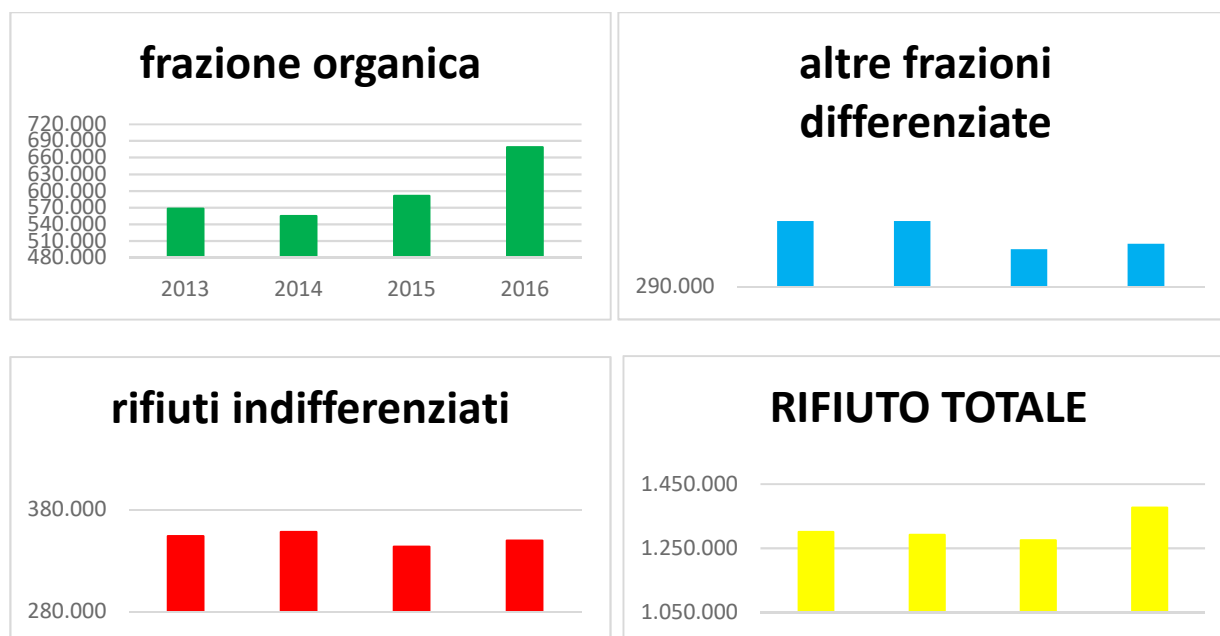 frazione organica
720.000
690.000
660.000
630.000
600.000
570.000
540.000
510.000
480.000
2013 2014 2015 2016
altre frazioni
differenziate
290.000
rifiuti indifferenziati
380.000
280.000
RIFIUTO TOTALE
1.450.000
1.250.000
1.050.000